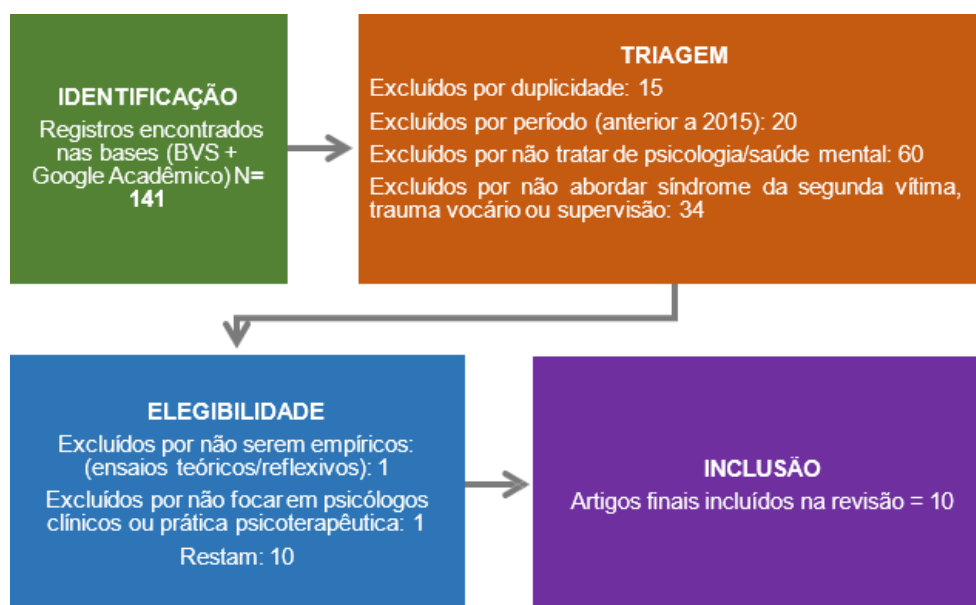 IDENTIFICAÇÃO
Registros encontrados
nas bases (BVS +
Google Acadêmico) N=
141
TRIAGEM
Excluídos por duplicidade: 15
Excluídos por período (anterior a 2015): 20
Excluídos por não tratar de psicologia/saúde mental: 60
Excluídos por não abordar síndrome da segunda vítima,
trauma vocário ou supervisão: 34
ELEGIBILIDADE
Excluídos por não serem empíricos:
(ensaios teóricos/reflexivos): 1
Excluídos por não focar em psicólogos
clínicos ou prática psicoterapêutica: 1
Restam: 10
INCLUSÃO
Artigos finais incluídos na revisão = 10